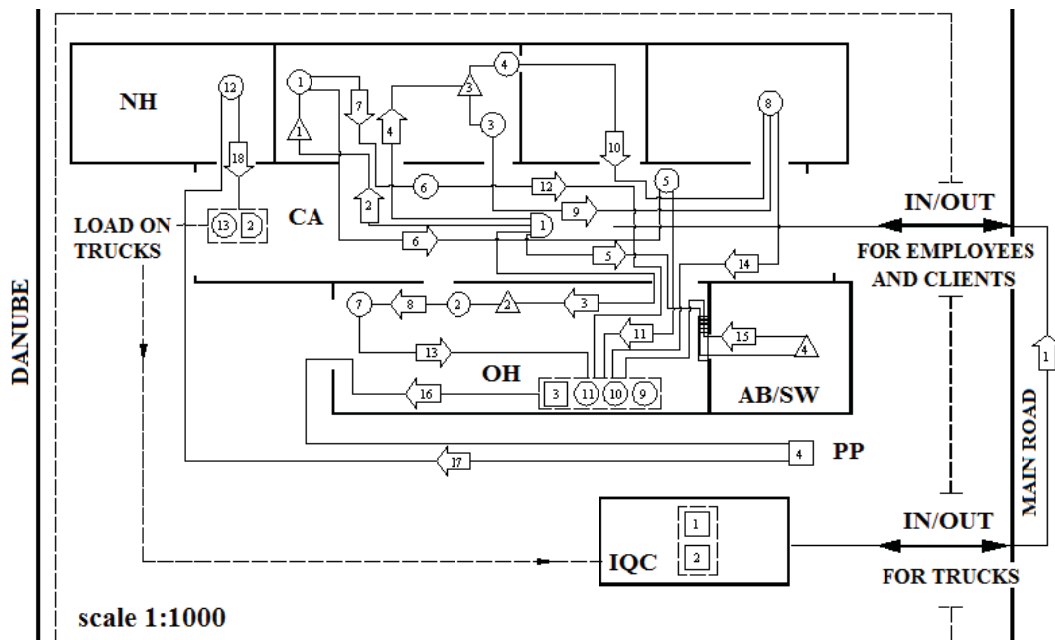 12
NH
1
7
4
3
4
3
1
18
10
8
2
6
12
5
9
13 2
CA
1
6
5
14
LOAD ON
TRUCKS
IN/OUT
FOR EMPLOYEES
AND CLIENTS
DANUBE
7
8
2
2
3
11
15
4
13
OH
16
3 11 10 9
AB/SW
1
MAIN ROAD
17
4
PP
1
2
IQC
IN/OUT
FOR TRUCKS
scale 1:1000